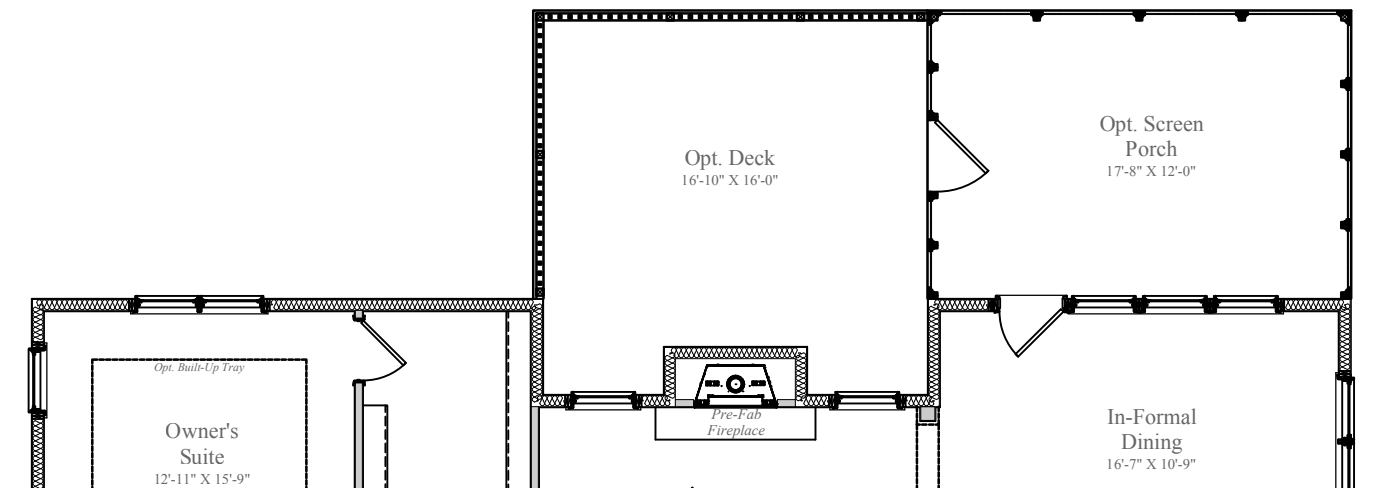 Opt. Deck
16'-10" X 16'-0"
Opt. Screen
Porch
17'-8" X 12'-0"
Opt. Built-Up Tray
Owner's
Suite
12'-11" X 15'-9"
Pre-Fab
Fireplace
In-Formal
Dining
16'-7" X 10'-9"